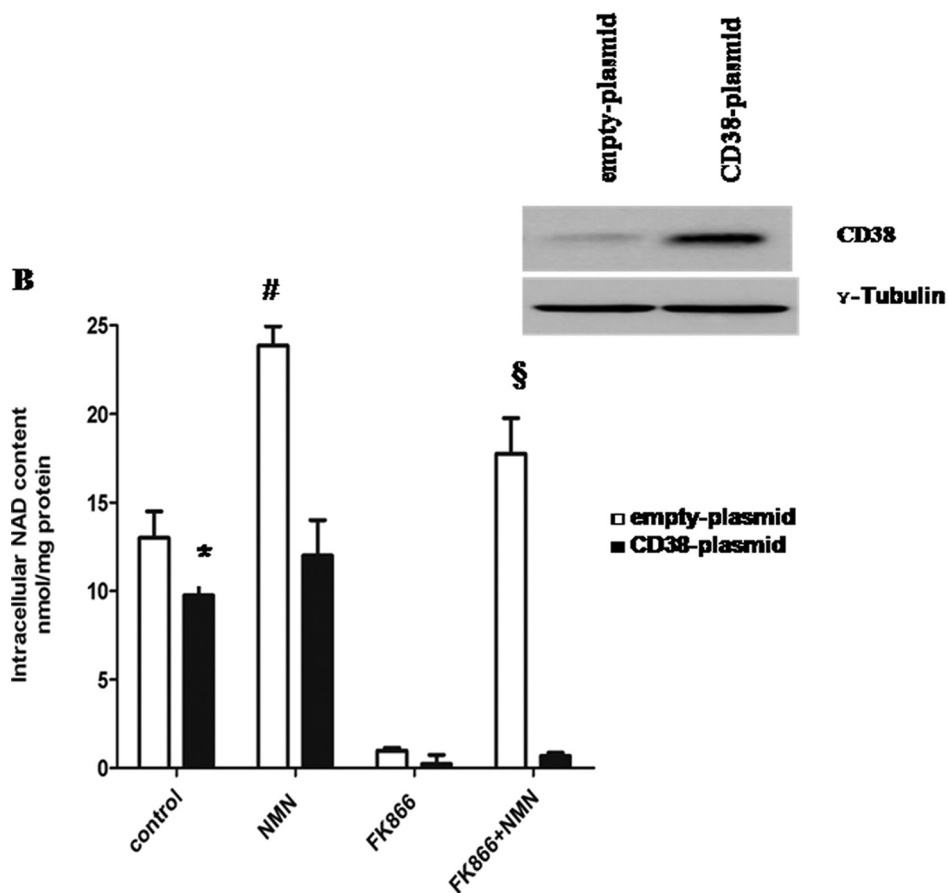 empty-plasmid
CD38-plasmid
CD38
γ-Tubulin
B
#
25
§
20
15
*
10
5
0
Intracellular NAD content
nmol/mg protein
empty-plasmid
CD38-plasmid
control
NMN
FK866
FK866+NMN